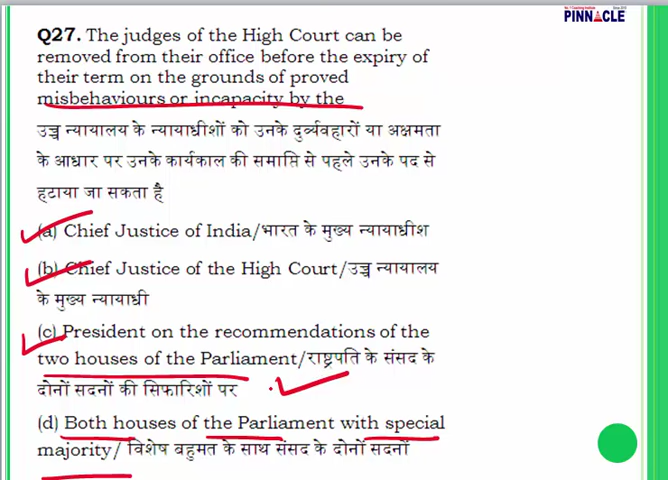 PINNACLE
Q27. The judges of the High Court can be
removed from their office before the expiry of
their term on the grounds of proved
misbehaviours or incapacity by the
उच्च न्यायालय के न्यायाधीशों को उनके दुर्व्यवहारों या अक्षमता
के आधार पर उनके कार्यकाल की समाप्ति से पहले उनके पद से
हटाया जा सकता है
(a) Chief Justice of India/भारत के मुख्य न्यायाधीश
(b) Chief Justice of the High Court/उच्च न्यायालय
के मुख्य न्यायाधी
(c) President on the recommendations of the
two houses of the Parliament/राष्ट्रपति के संसद के
दोनों सदनों की सिफारिशों पर
(d) Both houses of the Parliament with special
majority/ विशेष बहुमत के साथ संसद के दोनों सदनों